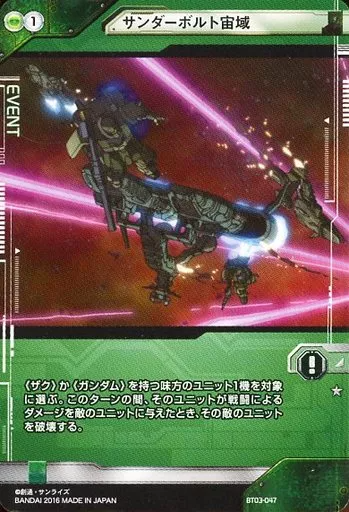 1
サンダーボルト宙域
EVENT
〈ザク〉か〈ガンダム〉を持つ味方のユニット1機を対象
に選ぶ。このターンの間、そのユニットが戦闘による
ダメージを敵のユニットに与えたとき、その敵のユニット
を破壊する。
©創通・サンライズ
BANDAI 2016 MADE IN JAPAN
BT03-047